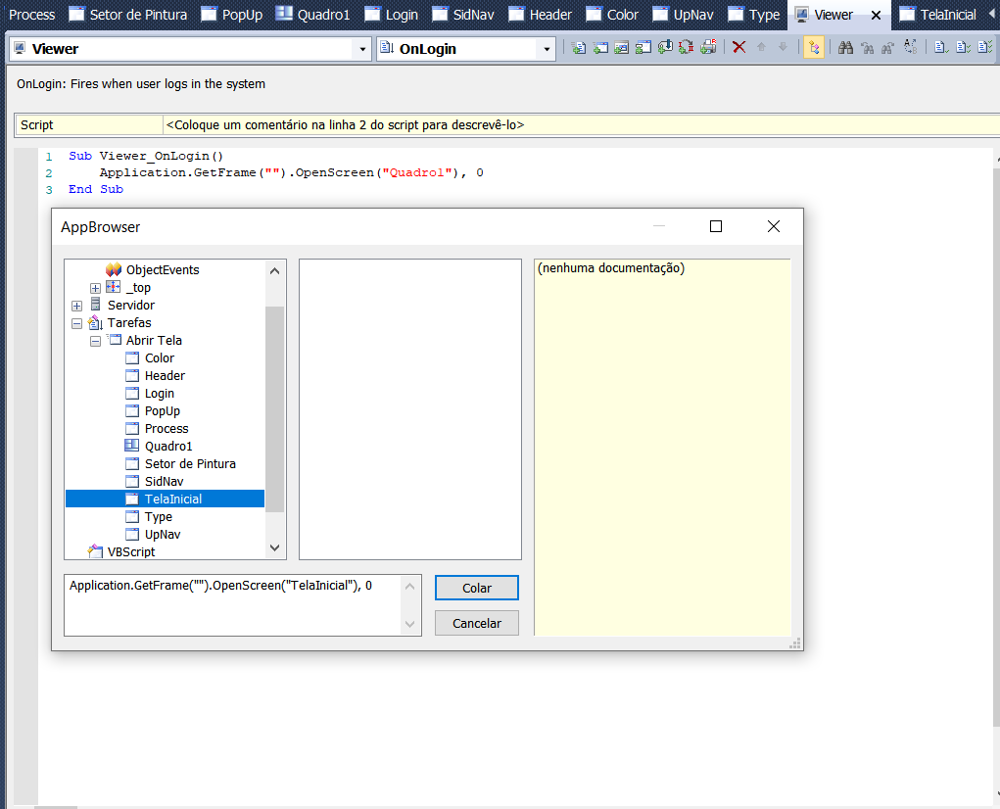 Process Setor de Pintura PopUp Quadro1 Login SidNav Header Color UpNav Type Viewer TelaInicial
Viewer OnLogin
OnLogin: Fires when user logs in the system
Script <Coloque um comentário na linha 2 do script para descrevê-lo>
1 Sub Viewer_OnLogin()
2 Application.GetFrame("").OpenScreen("Quadro1"), 0
3 End Sub
AppBrowser
ObjectEvents
_top
Servidor
Tarefas
Abrir Tela
Color
Header
Login
PopUp
Process
Quadro1
Setor de Pintura
SidNav
TelaInicial
Type
UpNav
VBScript
(nenhuma documentação)
Application.GetFrame("").OpenScreen("TelaInicial"), 0
Colar
Cancelar